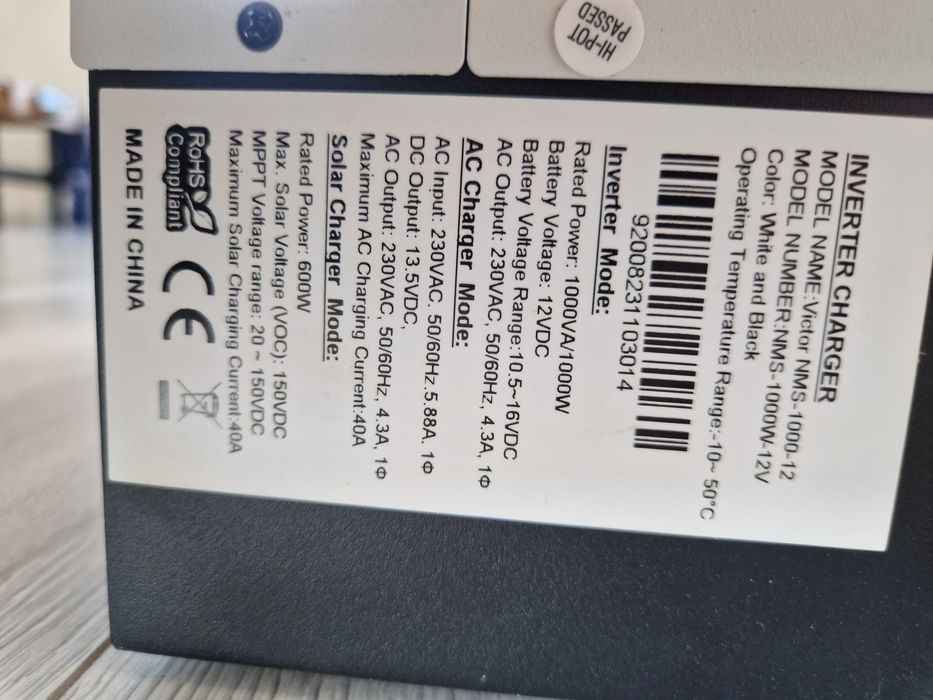 HI-POT
PASSED
INVERTER CHARGER
MODEL NAME:Victor NMS-1000-12
MODEL NUMBER:NMS-1000W-12V
Color: White and Black
Operating Temperature Range:-10~ 50°C
92008231103014
Inverter Mode:
Rated Power: 1000VA/1000W
Battery Voltage: 12VDC
Battery Voltage Range:10.5~16VDC
AC Output: 230VAC, 50/60Hz, 4.3A, 1Φ
AC Charger Mode:
AC Input: 230VAC, 50/60Hz.5.88A. 1Φ
DC Output: 13.5VDC,
AC Output: 230VAC, 50/60Hz, 4.3A, 1Φ
Maximum AC Charging Current:40A
Solar Charger Mode:
Rated Power: 600W
Max. Solar Voltage (VOC): 150VDC
MPPT Voltage range: 20 ~ 150VDC
Maximum Solar Charging Current:40A
RoHS
Compliant
CE
MADE IN CHINA